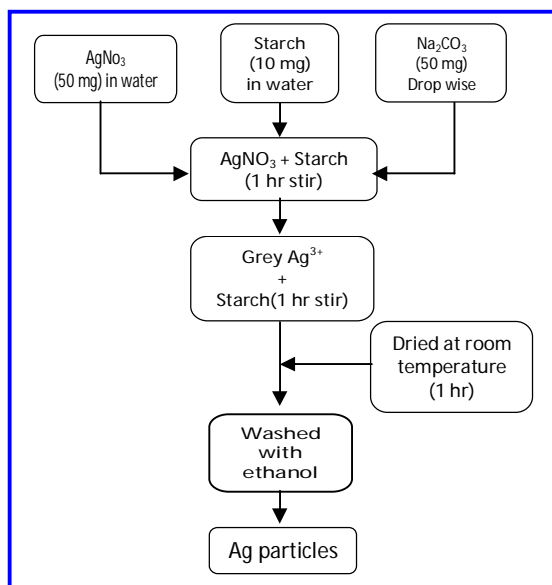 AgNo₃
(50 mg) in water
Starch
(10 mg)
in water
Na₂CO₃
(50 mg)
Drop wise
AgNO₃ + Starch
(1 hr stir)
Grey Ag³⁺
+
Starch(1 hr stir)
Dried at room
temperature
(1 hr)
Washed
with
ethanol
Ag particles